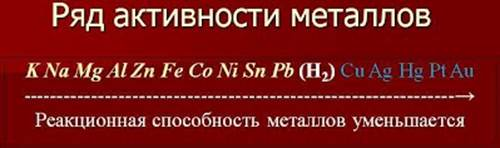 Ряд активности металлов
K Na Mg Al Zn Fe Co Ni Sn Pb (H₂) Cu Ag Hg Pt Au
Реакционная способность металлов уменьшается